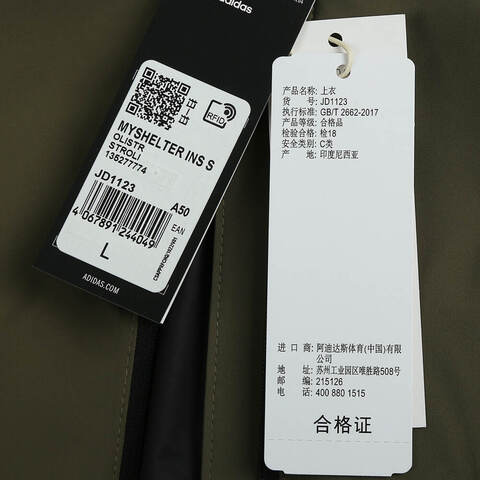 adidas
RFID
MYSHELTER INS S
OLISTR
STROLI
135277774
JD1123
A50
4 067891 244049
EAN
L
ADIDAS.COM
产品名称: 上衣
货 号: JD1123
执行标准: GB/T 2662-2017
产品等级: 合格品
检验合格: 检18
安全类别: C类
产 地: 印度尼西亚
进 口 商: 阿迪达斯体育(中国)有限
公司
地 址: 苏州工业园区唯胜路508号
邮 编: 215126
电 话: 400 880 1515
合格证